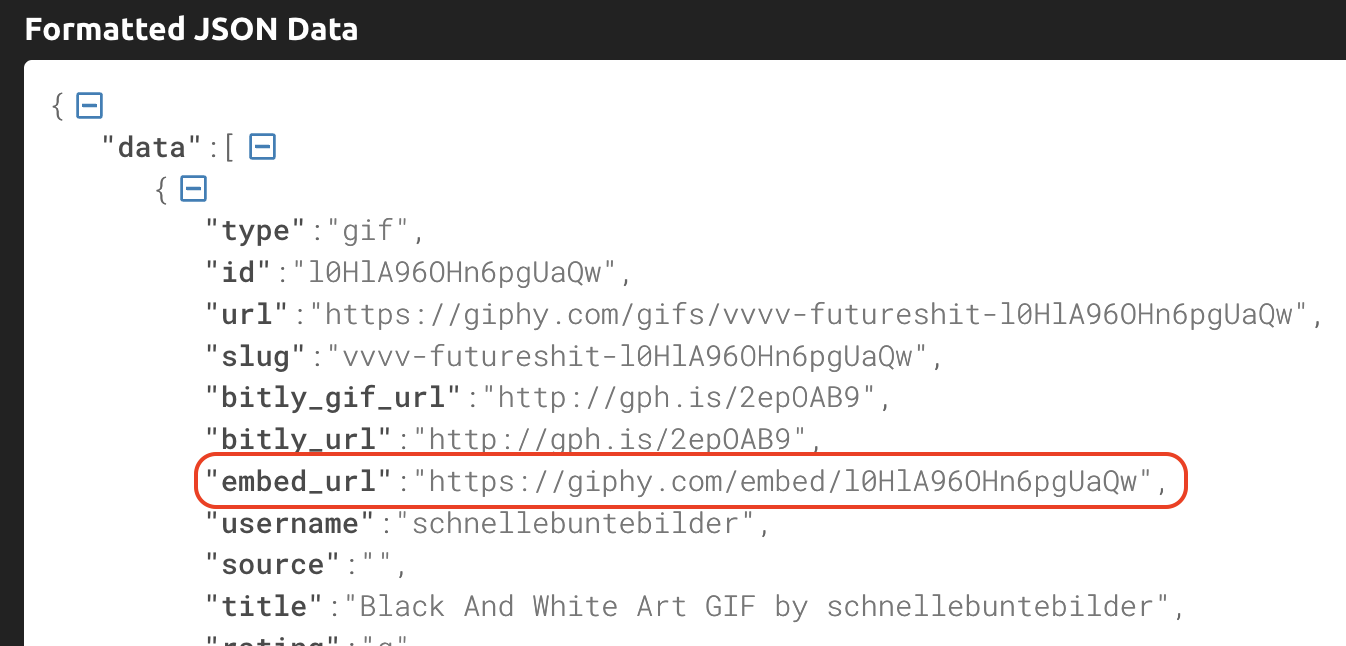 Formatted JSON Data
{
"data":[
{
"type":"gif",
"id":"l0HlA96OHn6pgUaQw",
"url":"https://giphy.com/gifs/vvvv-futureshit-l0HlA96OHn6pgUaQw",
"slug":"vvvv-futureshit-l0HlA96OHn6pgUaQw",
"bitly_gif_url":"http://gph.is/2epOAB9",
"bitly_url":"http://gph.is/2epOAB9",
"embed_url":"https://giphy.com/embed/l0HlA96OHn6pgUaQw",
"username":"schnellebuntebilder",
"source":"",
"title":"Black And White Art GIF by schnellebuntebilder",
"rating":"g"